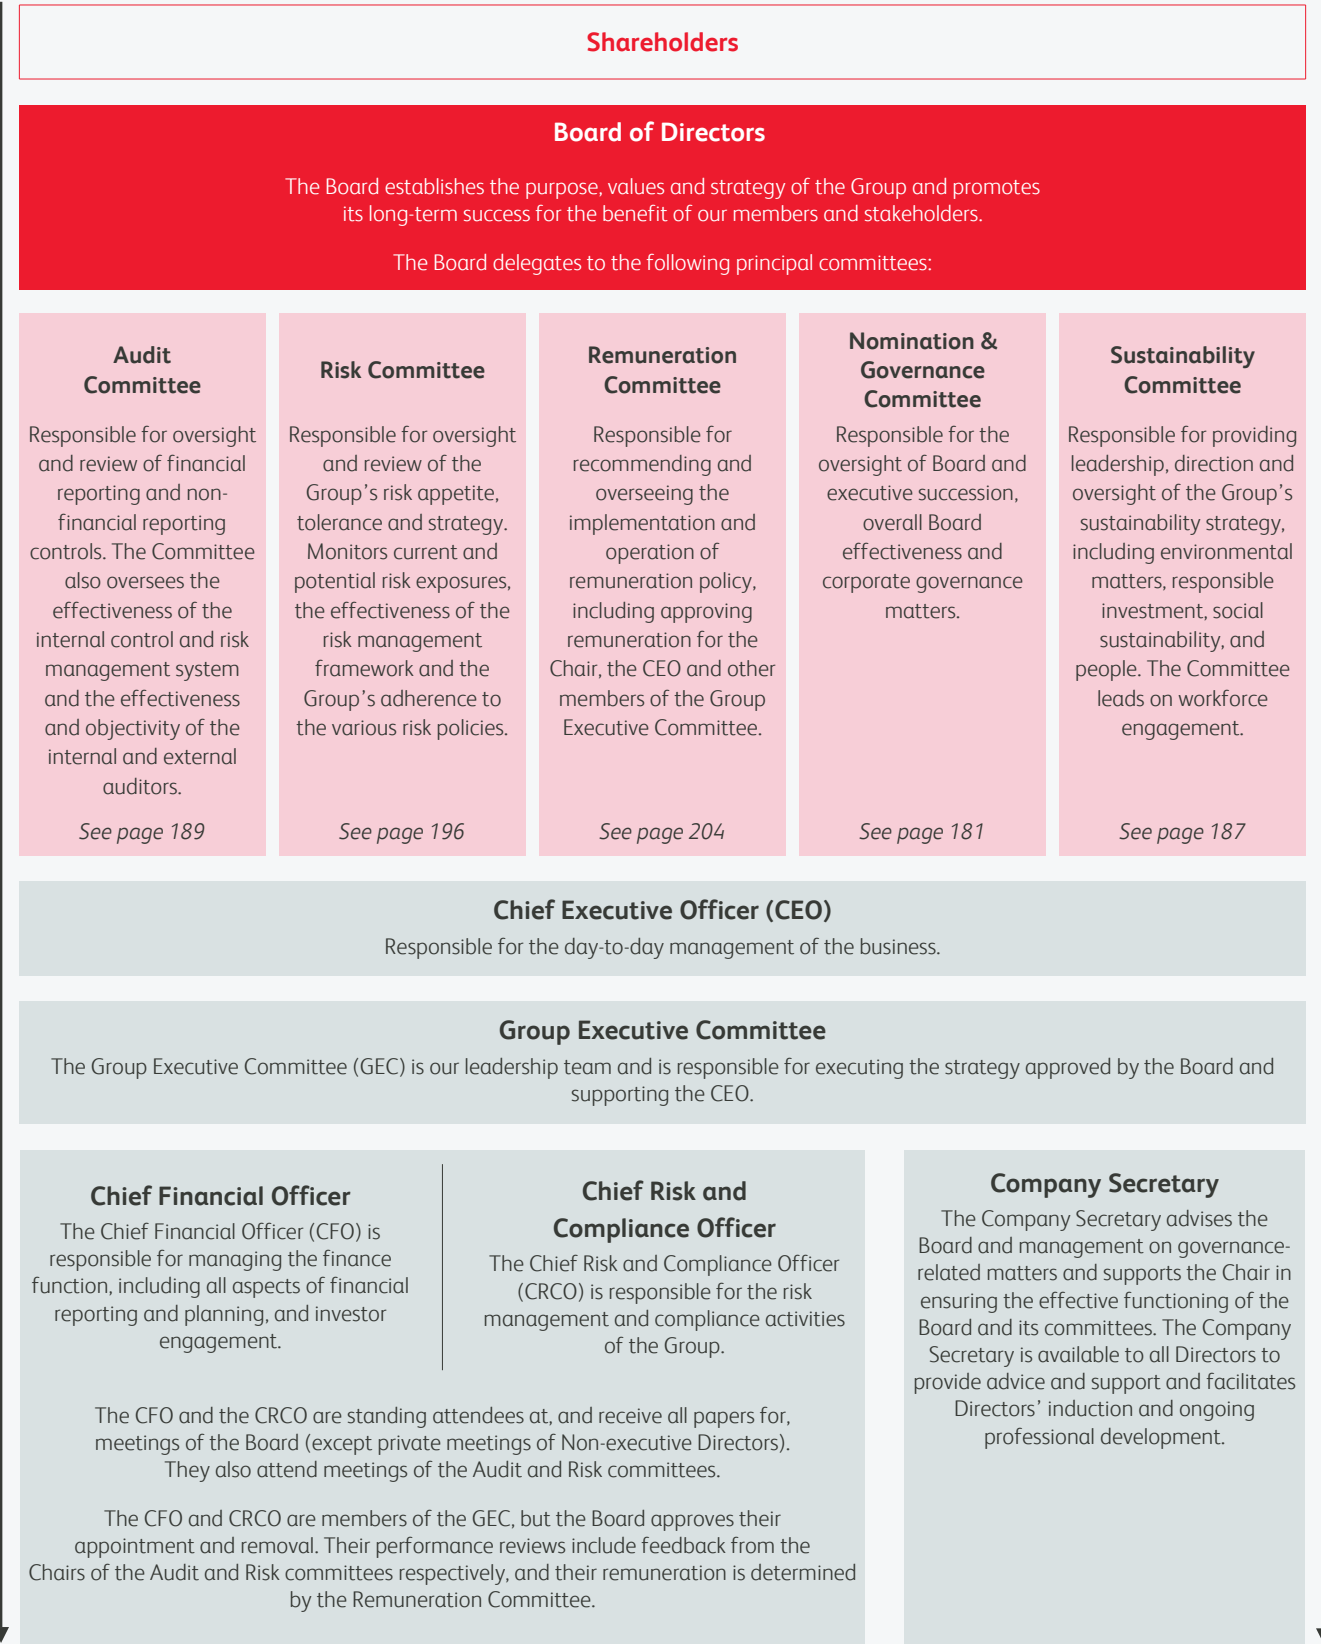 Shareholders
Board of Directors
The Board establishes the purpose, values and strategy of the Group and promotes
its long-term success for the benefit of our members and stakeholders.
The Board delegates to the following principal committees:
Audit
Committee
Responsible for oversight
and review of financial
reporting and non-
financial reporting
controls. The Committee
also oversees the
effectiveness of the
internal control and risk
management system
and the effectiveness
and objectivity of the
internal and external
auditors.
See page 189
Risk Committee
Responsible for oversight
and review of the
Group's risk appetite,
tolerance and strategy.
Monitors current and
potential risk exposures,
the effectiveness of the
risk management
framework and the
Group's adherence to
the various risk policies.
See page 196
Remuneration
Committee
Responsible for
recommending and
overseeing the
implementation and
operation of
remuneration policy,
including approving
remuneration for the
Chair, the CEO and other
members of the Group
Executive Committee.
See page 204
Nomination &
Governance
Committee
Responsible for the
oversight of Board and
executive succession,
overall Board
effectiveness and
corporate governance
matters.
See page 181
Sustainability
Committee
Responsible for providing
leadership, direction and
oversight of the Group's
sustainability strategy,
including environmental
matters, responsible
investment, social
sustainability, and
people. The Committee
leads on workforce
engagement.
See page 187
Chief Executive Officer (CEO)
Responsible for the day-to-day management of the business.
Group Executive Committee
The Group Executive Committee (GEC) is our leadership team and is responsible for executing the strategy approved by the Board and
supporting the CEO.
Chief Financial Officer
The Chief Financial Officer (CFO) is
responsible for managing the finance
function, including all aspects of financial
reporting and planning, and investor
engagement.
Chief Risk and
Compliance Officer
The Chief Risk and Compliance Officer
(CRCO) is responsible for the risk
management and compliance activities
of the Group.
The CFO and the CRCO are standing attendees at, and receive all papers for,
meetings of the Board (except private meetings of Non-executive Directors).
They also attend meetings of the Audit and Risk committees.
The CFO and CRCO are members of the GEC, but the Board approves their
appointment and removal. Their performance reviews include feedback from the
Chairs of the Audit and Risk committees respectively, and their remuneration is determined
by the Remuneration Committee.
Company Secretary
The Company Secretary advises the
Board and management on governance-
related matters and supports the Chair in
ensuring the effective functioning of the
Board and its committees. The Company
Secretary is available to all Directors to
provide advice and support and facilitates
Directors' induction and ongoing
professional development.